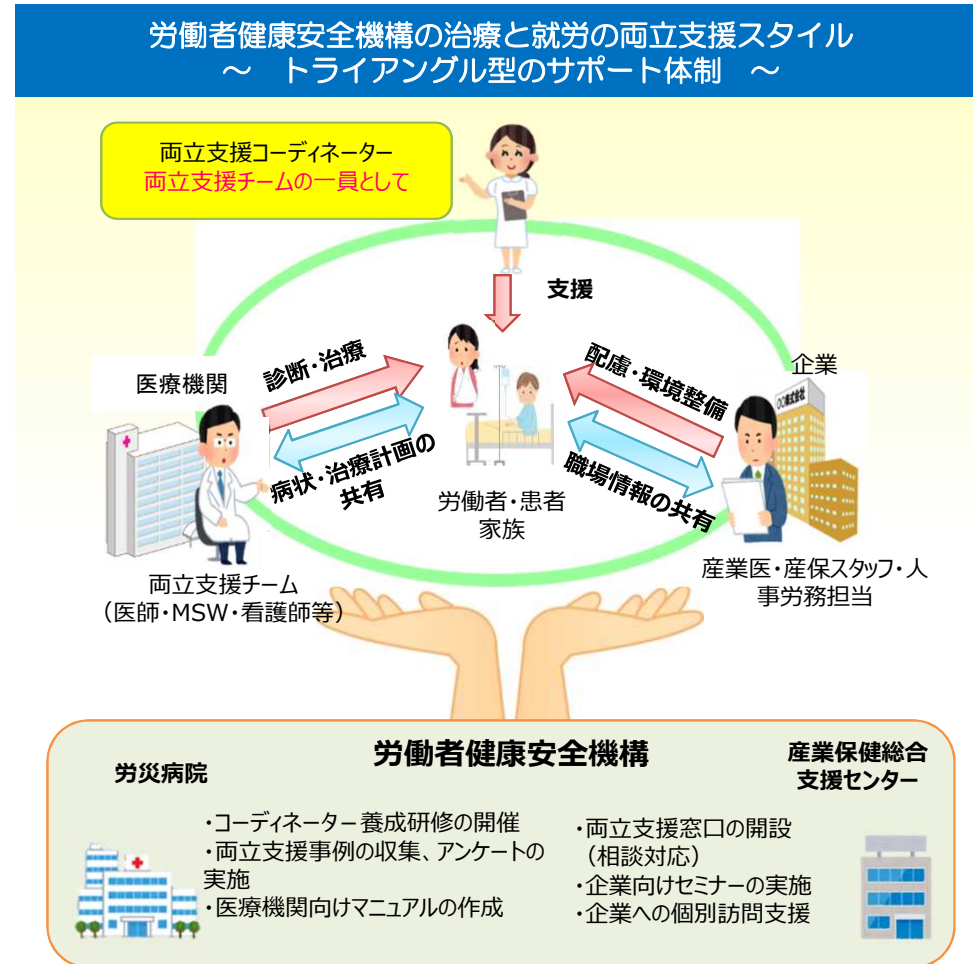 労働者健康安全機構の治療と就労の両立支援スタイル
～　トライアングル型のサポート体制　～
両立支援コーディネーター
両立支援チームの一員として
支援
医療機関
診断・治療
病状・治療計画の
共有
労働者・患者
家族
配慮・環境整備
職場情報の共有
企業
〇〇株式会社
両立支援チーム
（医師・MSW・看護師等）
産業医・産保スタッフ・人
事労務担当
労働者健康安全機構
労災病院
・コーディネーター養成研修の開催
・両立支援事例の収集、アンケートの
実施
・医療機関向けマニュアルの作成
産業保健総合
支援センター
・両立支援窓口の開設
（相談対応）
・企業向けセミナーの実施
・企業への個別訪問支援